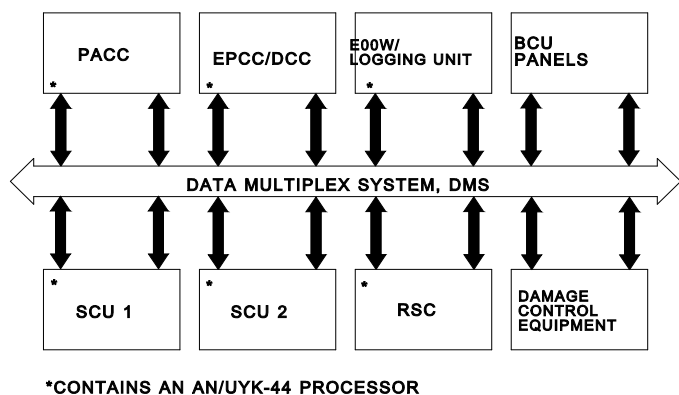 PACC
*
EPCC/DCC
*
E00W/
LOGGING UNIT
*
BCU
PANELS
DATA MULTIPLEX SYSTEM, DMS
*
SCU 1
*
SCU 2
*
RSC
DAMAGE
CONTROL
EQUIPMENT
*CONTAINS AN AN/UYK-44 PROCESSOR